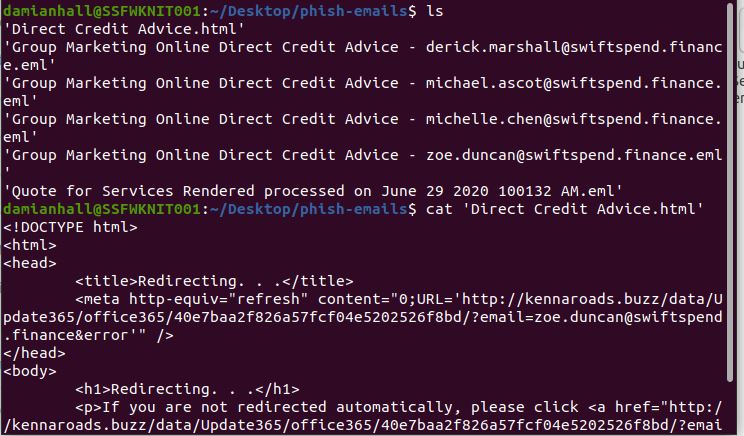 damianhall@SSFWKNIT001:~/Desktop/phish-emails$ ls
'Direct Credit Advice.html'
'Group Marketing Online Direct Credit Advice - derick.marshall@swiftspend.financ
e.eml'
'Group Marketing Online Direct Credit Advice - michael.ascot@swiftspend.finance.
eml'
'Group Marketing Online Direct Credit Advice - michelle.chen@swiftspend.finance.
eml'
'Group Marketing Online Direct Credit Advice - zoe.duncan@swiftspend.finance.eml
'
'Quote for Services Rendered processed on June 29 2020 100132 AM.eml'
damianhall@SSFWKNIT001:~/Desktop/phish-emails$ cat 'Direct Credit Advice.html'
<!DOCTYPE html>
<html>
<head>
        <title>Redirecting. . .</title>
        <meta http-equiv="refresh" content="0;URL='http://kennaroads.buzz/data/U
pdate365/office365/40e7baa2f826a57fcf04e5202526f8bd/?email=zoe.duncan@swiftspend
.finance&error'" />
</head>
<body>
        <h1>Redirecting. . .</h1>
        <p>If you are not redirected automatically, please click <a href="http:/
/kennaroads.buzz/data/Update365/office365/40e7baa2f826a57fcf04e5202526f8bd/?emai